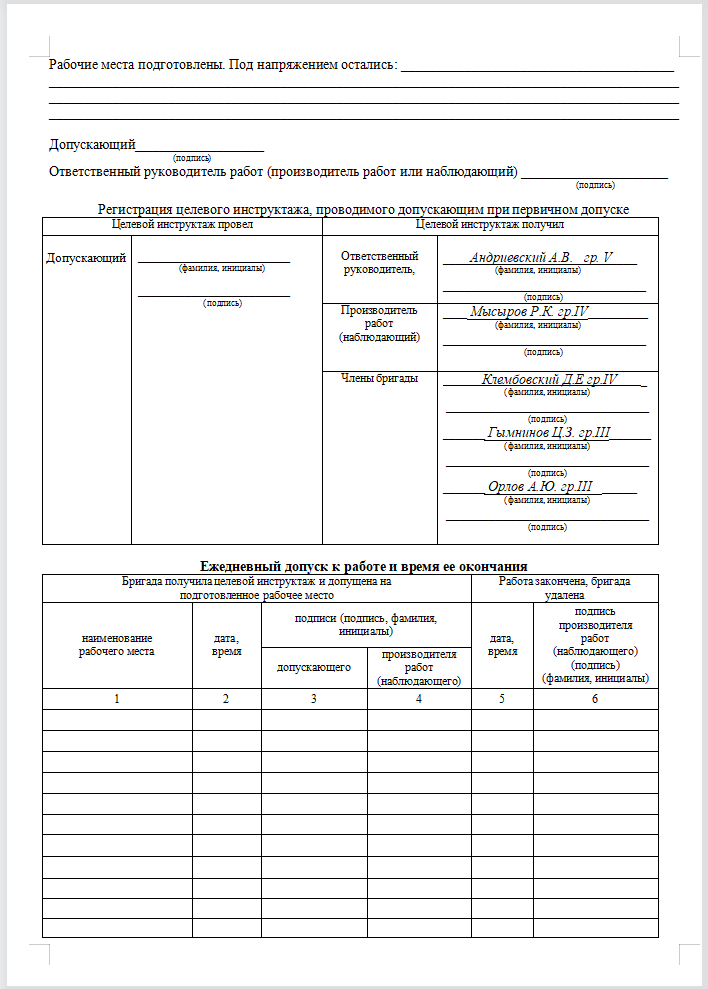 Рабочие места подготовлены. Под напряжением остались:
Допускающий
(подпись)
Ответственный руководитель работ (производитель работ или наблюдающий)
(подпись)
Регистрация целевого инструктажа, проводимого допускающим при первичном допуске
Целевой инструктаж провел
Целевой инструктаж получил
Допускающий
(фамилия, инициалы)
(подпись)
Ответственный
руководитель,
Андриевский А.В. гр. V
(фамилия, инициалы)
(подпись)
Производитель
работ
(наблюдающий)
Мысыров Р.К. гр.IV
(фамилия, инициалы)
(подпись)
Члены бригады
Клембовский Д.Е гр.IV
(фамилия, инициалы)
(подпись)
Гымнинов Ц.З. гр.III
(фамилия, инициалы)
(подпись)
Орлов А.Ю. гр.III
(фамилия, инициалы)
(подпись)
Ежедневный допуск к работе и время ее окончания
Бригада получила целевой инструктаж и допущена на
подготовленное рабочее место
Работа закончена, бригада
удалена
наименование
рабочего места
дата,
время
подписи (подпись, фамилия,
инициалы)
допускающего
производителя
работ
(наблюдающего)
дата,
время
подпись
производителя
работ
(наблюдающего)
(подпись)
(фамилия, инициалы)
1 2 3 4 5 6